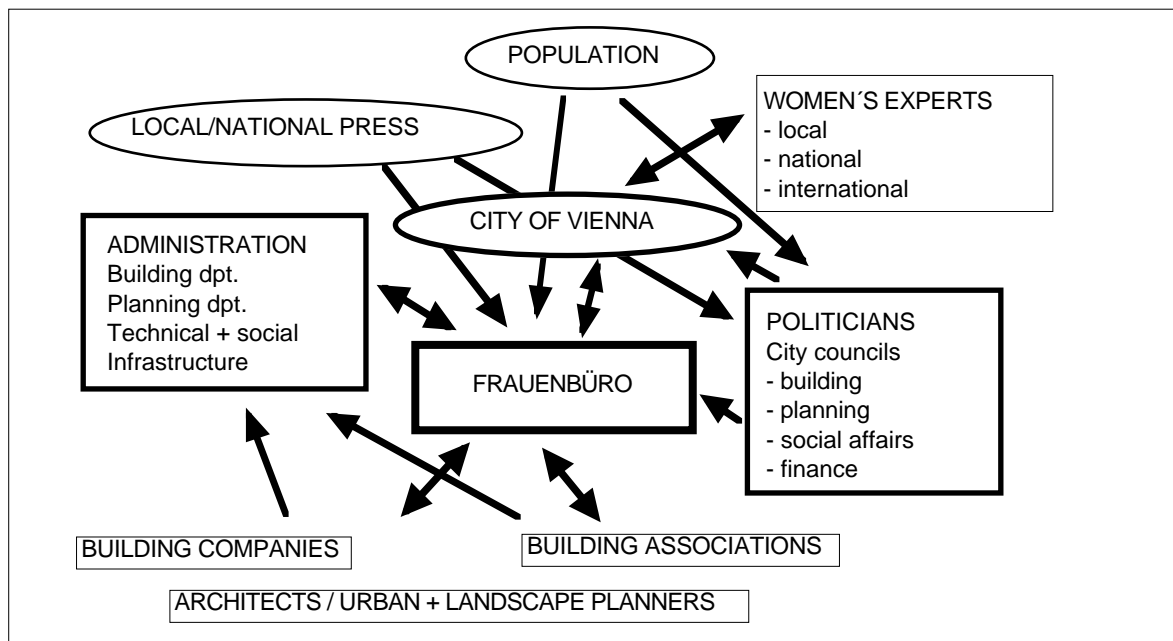 POPULATION
LOCAL/NATIONAL PRESS
WOMEN´S EXPERTS
- local
- national
- international
CITY OF VIENNA
ADMINISTRATION
Building dpt.
Planning dpt.
Technical + social
Infrastructure
POLITICIANS
City councils
- building
- planning
- social affairs
- finance
FRAUENBÜRO
BUILDING COMPANIES
BUILDING ASSOCIATIONS
ARCHITECTS / URBAN + LANDSCAPE PLANNERS